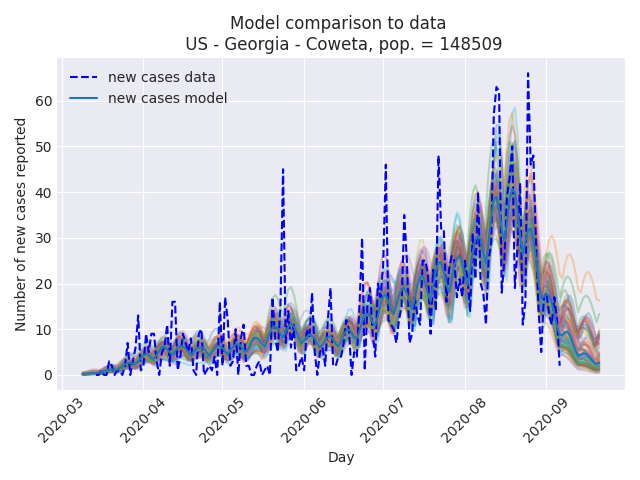 Model comparison to data
US - Georgia - Coweta, pop. = 148509
new cases data
new cases model
Number of new cases reported
60
50
40
30
20
10
0
2020-03
2020-04
2020-05
2020-06
2020-07
2020-08
2020-09
Day